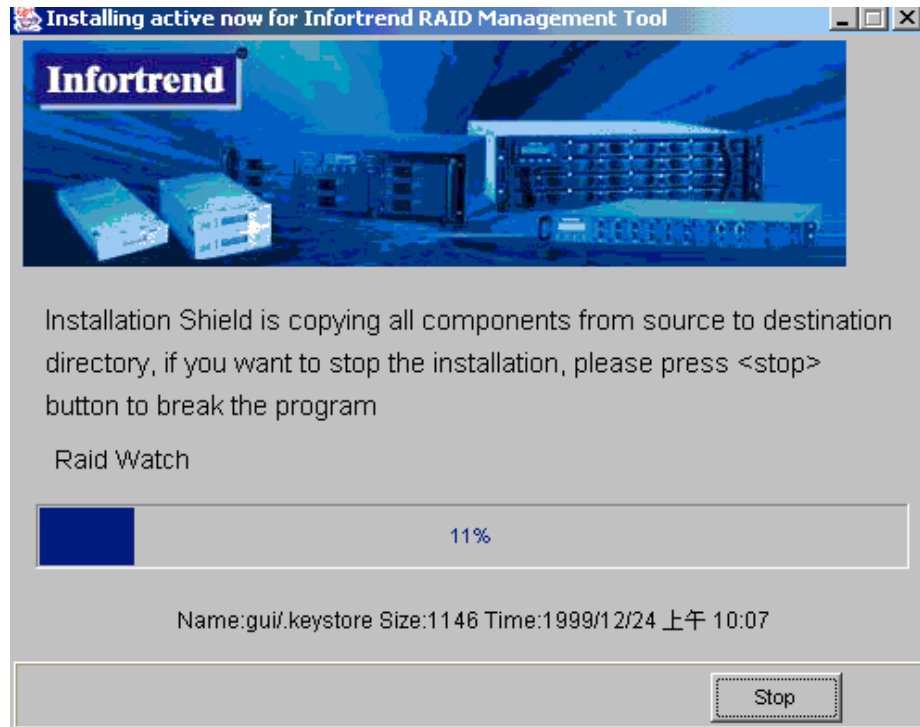 Installing active now for Infortrend RAID Management Tool
Infortrend®
Installation Shield is copying all components from source to destination
directory, if you want to stop the installation, please press <stop>
button to break the program
Raid Watch
11%
Name:gui/.keystore Size:1146 Time:1999/12/24 上午 10:07
Stop